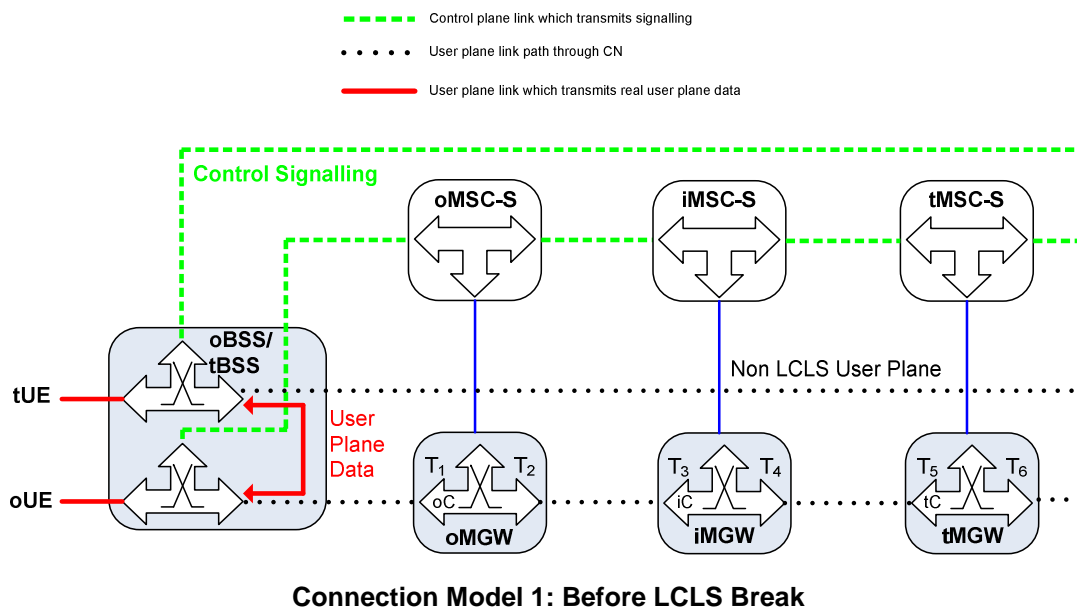 Control plane link which transmits signalling
User plane link path through CN
User plane link which transmits real user plane data
Control Signalling
oMSC-S
iMSC-S
tMSC-S
oBSS/
tBSS
Non LCLS User Plane
tUE
User
Plane
Data
T1
T2
T3
T4
T5
T6
oUE
oC
iC
tC
oMGW
iMGW
tMGW
Connection Model 1: Before LCLS Break